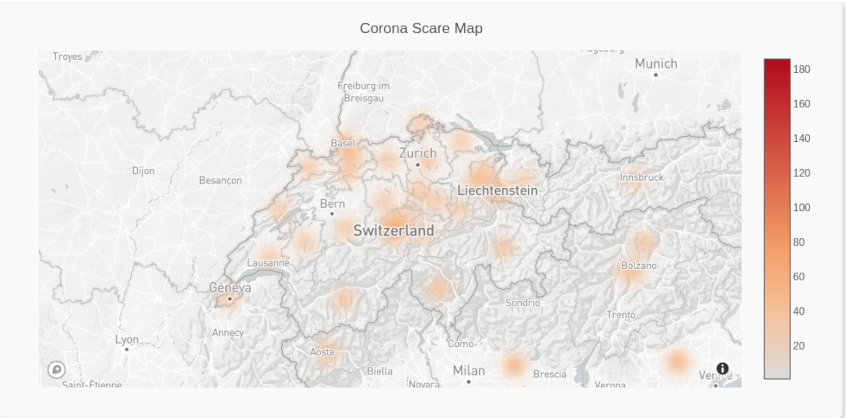 Corona Scare Map
Troyes
Augsburg
Munich
Freiburg im
Breisgau
Basel
Zurich
Dijon
Besançon
Innsbruck
Liechtenstein
Bern
Switzerland
Lausanne
Bolzano
Geneva
Sondrio
Trento
Annecy
Lyon
Como
Aosta
Biella
Milan
Brescia
Saint-Étienne
Novara
Verona
180
160
140
120
100
80
60
40
20